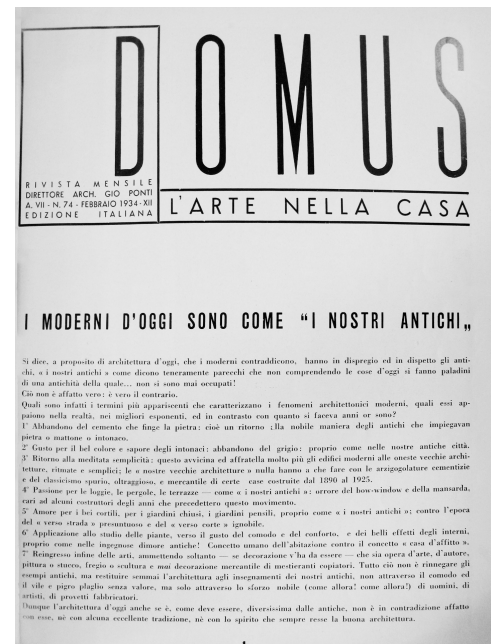 DOMUS
RIVISTA MENSILE
DIRETTORE ARCH. GIO PONTI
A. VII - N. 74 - FEBBRAIO 1934-XII
EDIZIONE ITALIANA
L'ARTE NELLA CASA
I MODERNI D'OGGI SONO COME "I NOSTRI ANTICHI„
Si dice, a proposito di architettura d'oggi, che i moderni contraddicono, hanno in dispregio ed in dispetto gli anti-
chi, « i nostri antichi » come dicono teneramente parecchi che non comprendendo le cose d'oggi si fanno paladini
di una antichità della quale... non si sono mai occupati!
Ciò non è affatto vero: è vero il contrario.
Quali sono infatti i termini più appariscenti che caratterizzano i fenomeni architettonici moderni, quali essi ap-
paiono nella realtà, nei migliori esponenti, ed in contrasto con quanto si faceva anni or sono?
1° Abbandono del cemento che finge la pietra: cioè un ritorno alla nobile maniera degli antichi che impiegavan
pietra o mattone o intonaco.
2° Gusto per il bel colore e sapore degli intonaci: abbandono del grigio: proprio come nelle nostre antiche città.
3° Ritorno alla meditata semplicità: questo avvicina ed affratella molto più gli edifici moderni alle oneste vecchie archi-
tetture, ritmate e semplici; le « nostre vecchie architetture » nulla hanno a che fare con le arzigogolature cementizie
e del classicismo spurio, oltraggioso, e mercantile di certe case costruite dal 1890 al 1925.
4° Passione per le loggie, le pergole, le terrazze — come « i nostri antichi »; orrore del bow-window e della mansarda,
cari ad alcuni costruttori degli anni che precedettero questo movimento.
5° Amore per i bei cortili, per i giardini chiusi, i giardini pensili, proprio come « i nostri antichi »; contro l'epoca
del « verso strada » presuntuoso e del « verso corte » ignobile.
6° Applicazione allo studio delle piante, verso il gusto del comodo e del conforto, e dei belli effetti degli interni,
proprio come nelle ingegnose dimore antiche! Concetto umano dell'abitazione contro il concetto « casa d'affitto ».
7° Reingresso infine delle arti, ammettendo soltanto — se decorazione v'ha da essere — che sia opera d'arte, d'autore,
pittura o stucco, fregio o scultura e mai decorazione mercantile di mestieranti copiatori. Tutto ciò non è rinnegare gli
esempi antichi, ma restituire semmai l'architettura agli insegnamenti dei nostri antichi, non attraverso il comodo ed
il vile e pigro plagio senza valore, ma solo attraverso lo sforzo nobile (come allora! come allora!) di uomini, di
artisti, di provetti fabbricatori.
Dunque l'architettura d'oggi anche se è, come deve essere, diversissima dalle antiche, non è in contradizione affatto
con esse, nè con alcuna eccellente tradizione, nè con lo spirito che sempre resse la buona architettura.